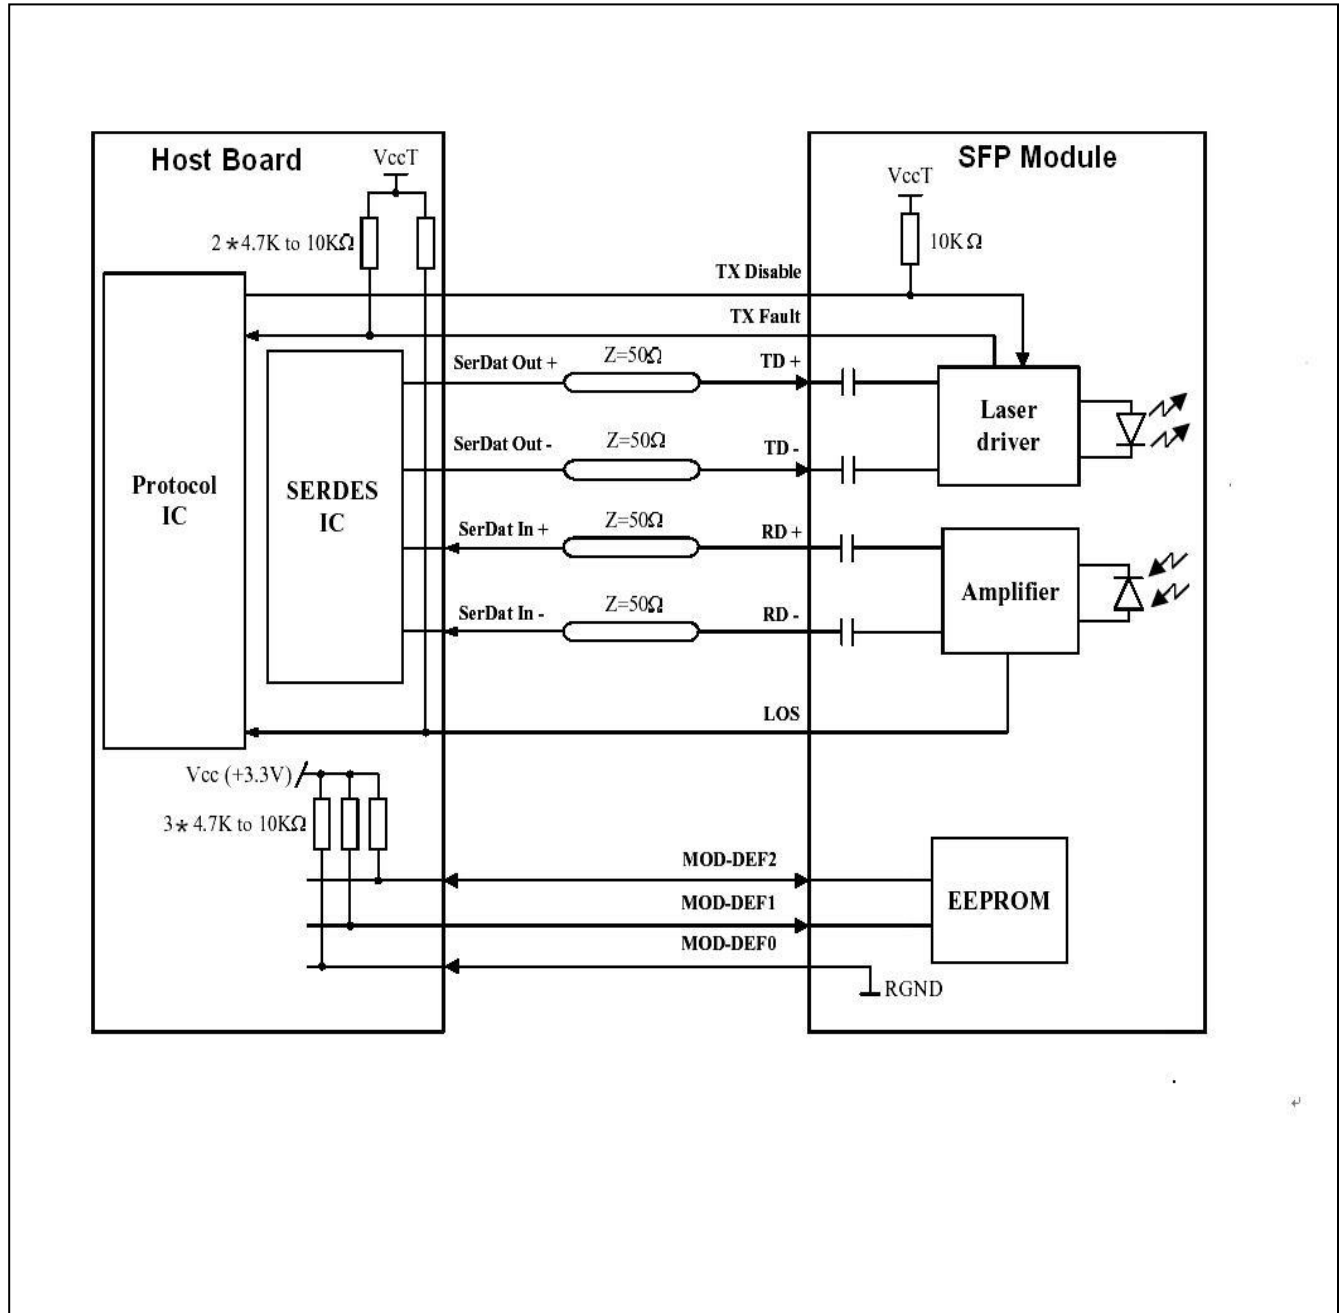 Host Board
VccT
2*4.7K to 10KΩ
SFP Module
VccT
10KΩ
TX Disable
TX Fault
SerDat Out +
Z=50Ω
TD +
SerDat Out -
Z=50Ω
TD -
Laser
driver
Protocol
IC
SERDES
IC
SerDat In +
Z=50Ω
RD +
SerDat In -
Z=50Ω
RD -
Amplifier
LOS
Vcc (+3.3V)
3* 4.7K to 10KΩ
MOD-DEF2
MOD-DEF1
MOD-DEF0
EEPROM
RGND